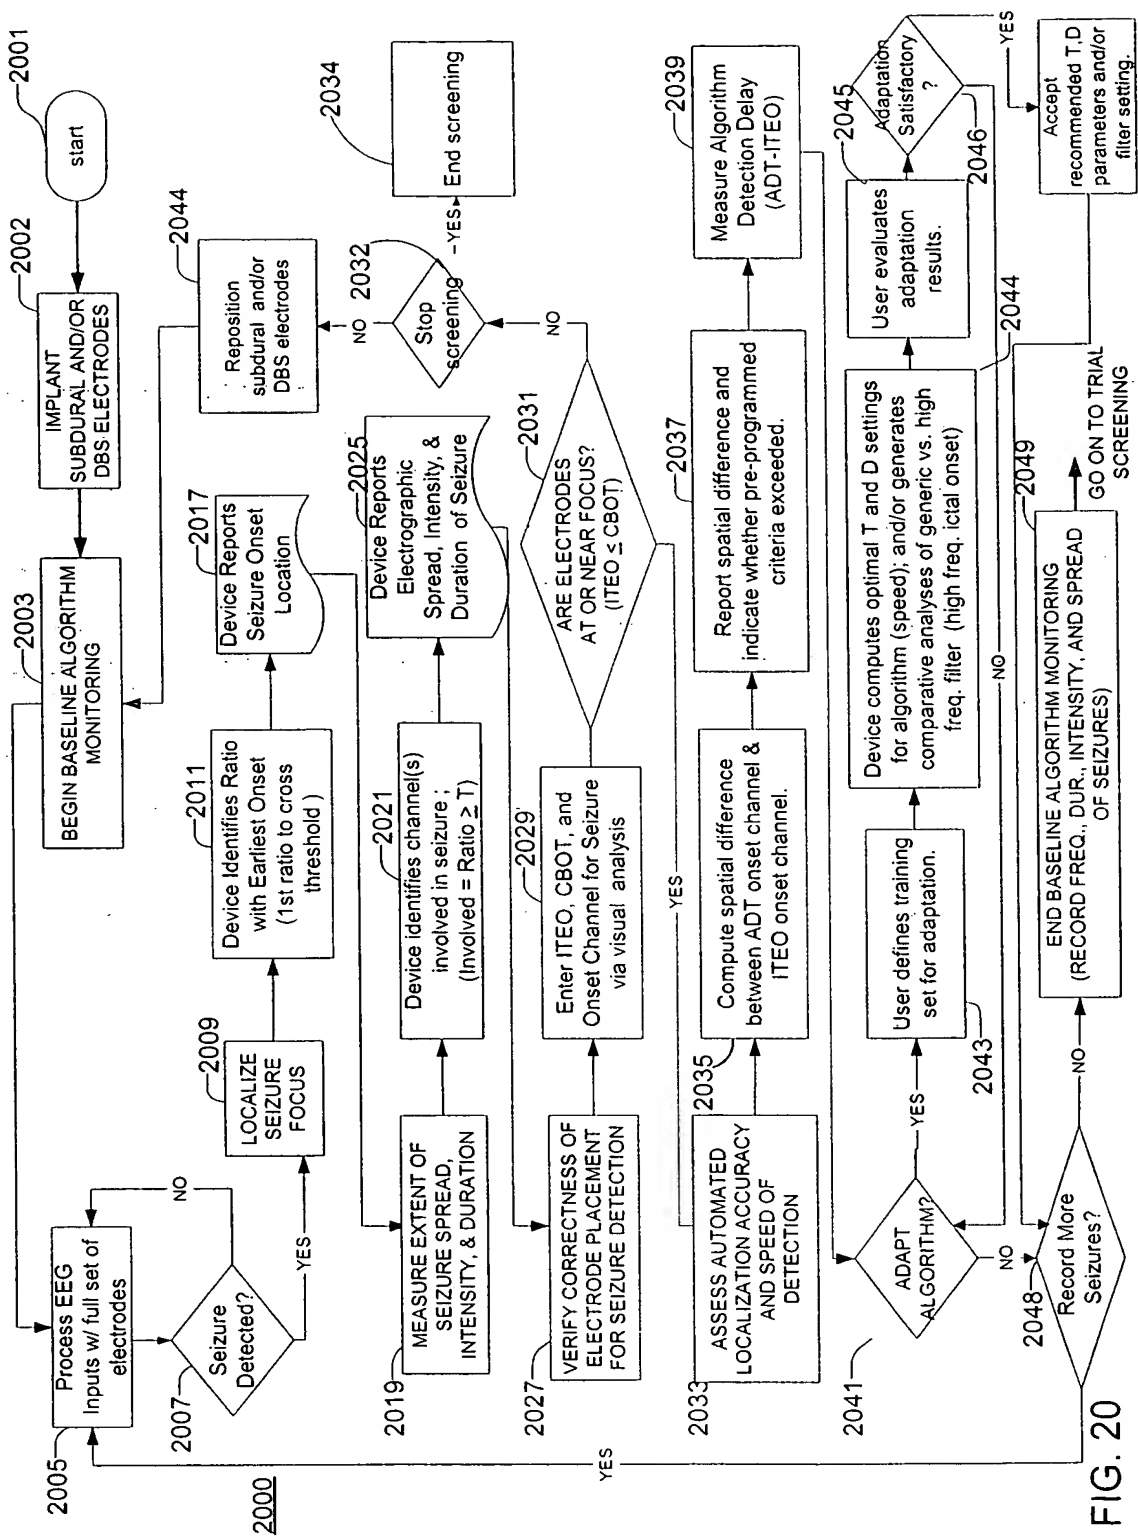 2001
start
2002
IMPLANT
SUBDURAL AND/OR
DBS ELECTRODES
2003
BEGIN BASELINE ALGORITHM
MONITORING
2005
Process EEG
Inputs w/ full set of
electrodes
2007
Seizure
Detected?
NO
YES
2009
LOCALIZE
SEIZURE
FOCUS
2011
Device Identifies Ratio
with Earliest Onset
(1st ratio to cross
threshold )
2017
Device Reports
Seizure Onset
Location
2044
Reposition
subdural and/or
DBS electrodes
2019
MEASURE EXTENT OF
SEIZURE SPREAD,
INTENSITY, & DURATION
2021
Device identifies channel(s)
involved in seizure ;
(Involved = Ratio ≥ T)
2025
Device Reports
Electrographic
Spread, Intensity, &
Duration of Seizure
NO
2032
Stop
screening
YES
2034
End screening
2027
VERIFY CORRECTNESS OF
ELECTRODE PLACEMENT
FOR SEIZURE DETECTION
2029
Enter ITEO, CBOT, and
Onset Channel for Seizure
via visual analysis
2031
ARE ELECTRODES
AT OR NEAR FOCUS?
(ITEO ≤ CBOT)
NO
YES
2033
ASSESS AUTOMATED
LOCALIZATION ACCURACY
AND SPEED OF
DETECTION
2035
Compute spatial difference
between ADT onset channel &
ITEO onset channel.
2037
Report spatial difference and
indicate whether pre-programmed
criteria exceeded.
2039
Measure Algorithm
Detection Delay
(ADT-ITEO)
2041
ADAPT
ALGORITHM?
YES
NO
2043
User defines training
set for adaptation.
2044
Device computes optimal T and D settings
for algorithm (speed); and/or generates
comparative analyses of generic vs. high
freq. filter (high freq. ictal onset)
2045
User evaluates
adaptation
results.
2046
Adaptation
Satisfactory
?
YES
NO
Accept
recommended T,D
parameters and/or
filter setting.
2048
Record More
Seizures?
NO
YES
2049
END BASELINE ALGORITHM MONITORING
(RECORD FREQ., DUR., INTENSITY, AND SPREAD
OF SEIZURES)
GO ON TO TRIAL
SCREENING
2000
FIG. 20